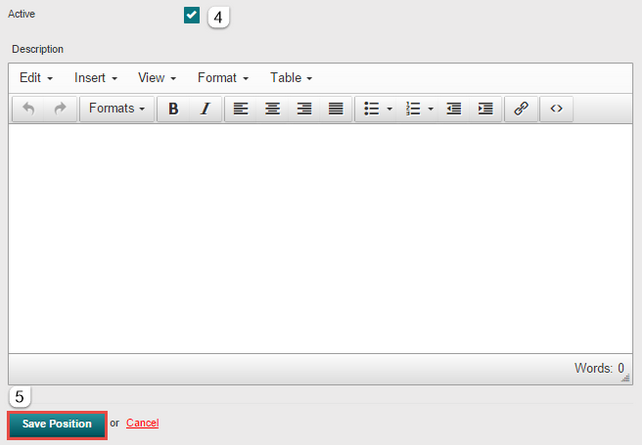 Active 4
Description
Edit Insert View Format Table
Formats B I
Words: 0
5
Save Position or Cancel